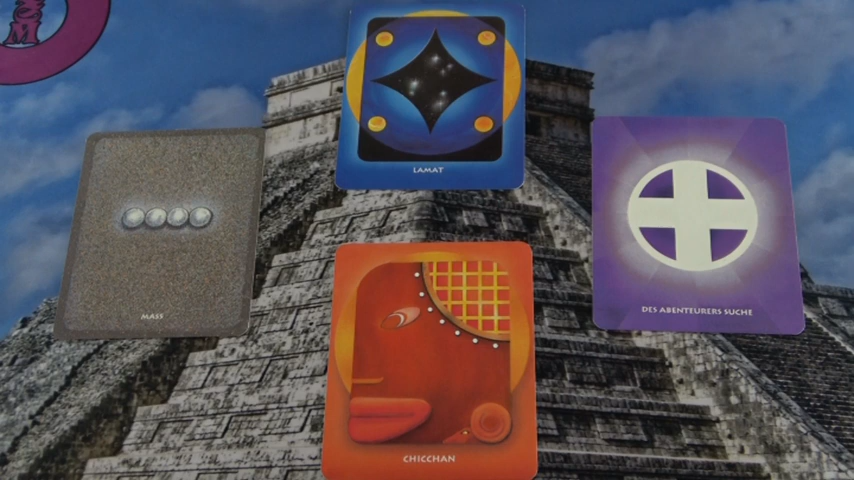 LAMAT
MASS
DES ABENTEURERS SUCHE
CHICCHAN